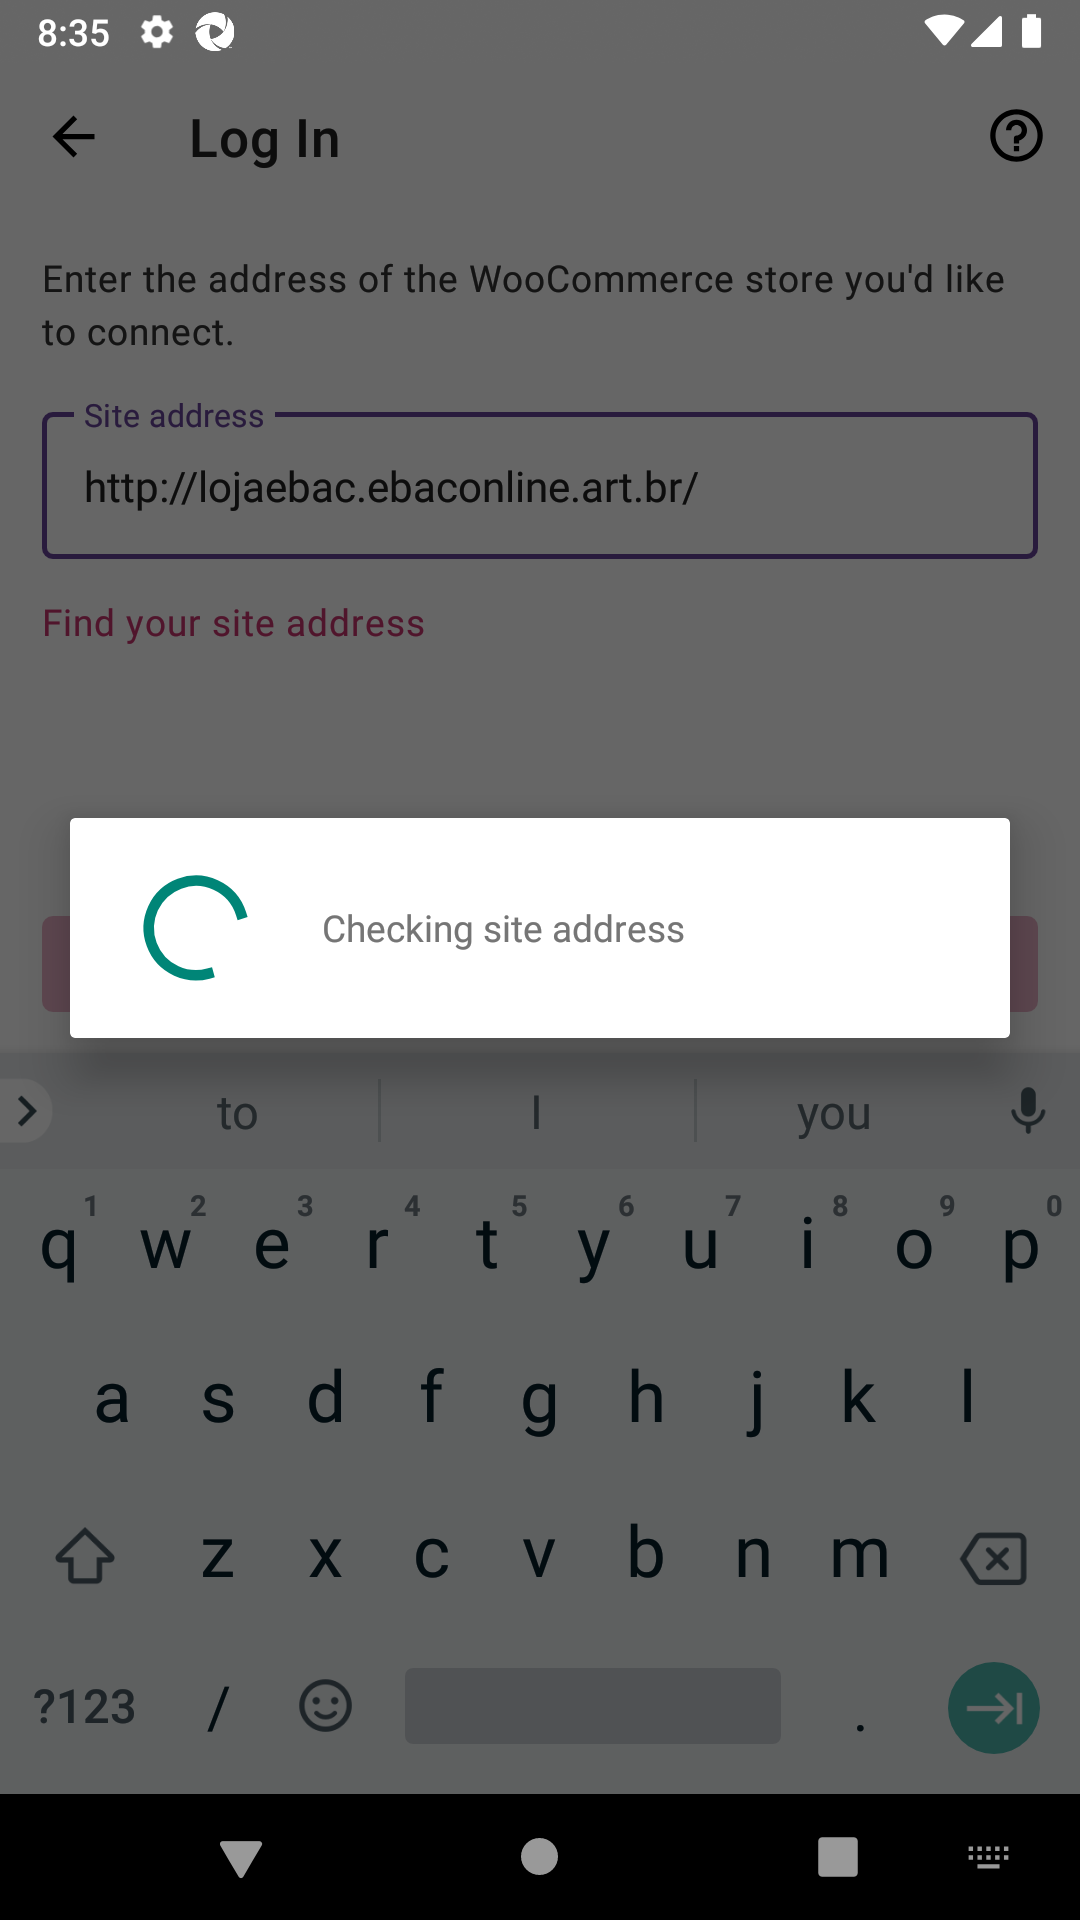 8:35
Log In
Enter the address of the WooCommerce store you'd like
to connect.
Site address
http://lojaebac.ebaconline.art.br/
Find your site address
Checking site address
to I you
1 2 3 4 5 6 7 8 9 0
q w e r t y u i o p
a s d f g h j k l
z x c v b n m
?123 / .